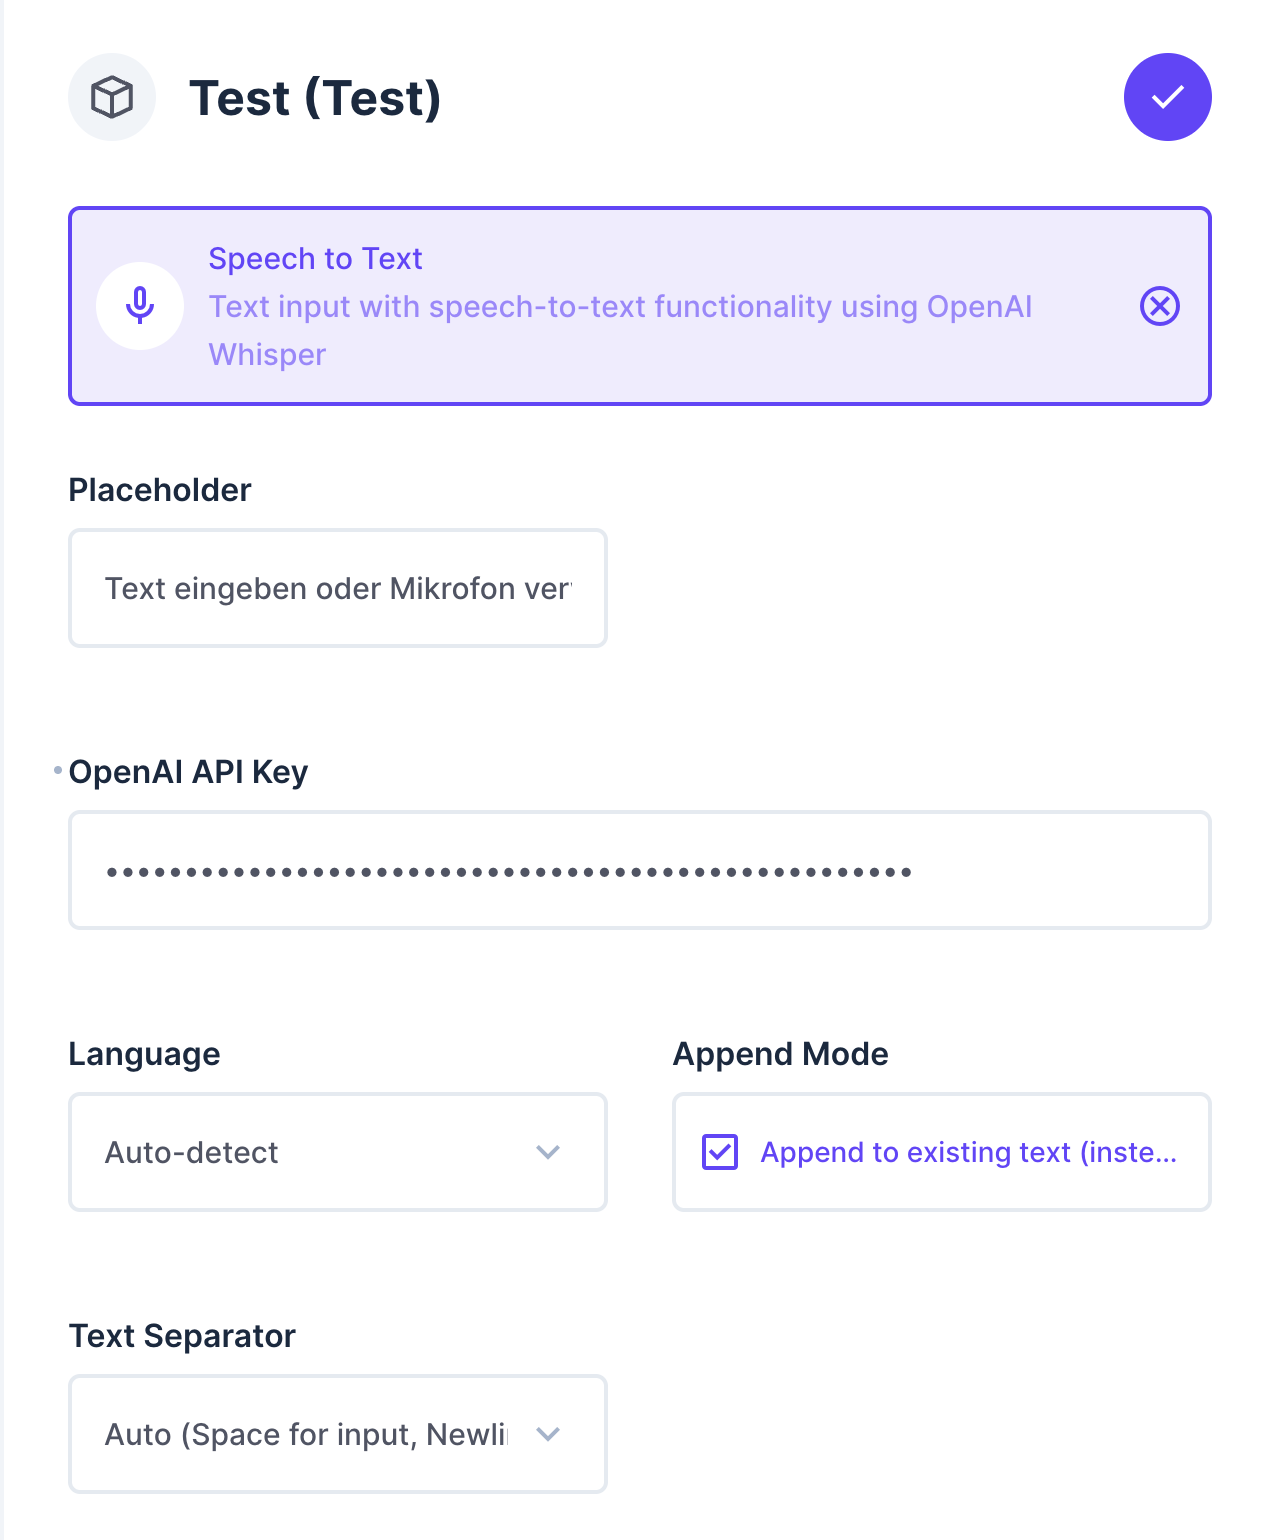 Test (Test)
Speech to Text
Text input with speech-to-text functionality using OpenAI
Whisper
Placeholder
Text eingeben oder Mikrofon ver
OpenAI API Key
•••••••••••••••••••••••••••••••••••••••••••••••••••
Language
Append Mode
Auto-detect
Append to existing text (inste...
Text Separator
Auto (Space for input, Newli